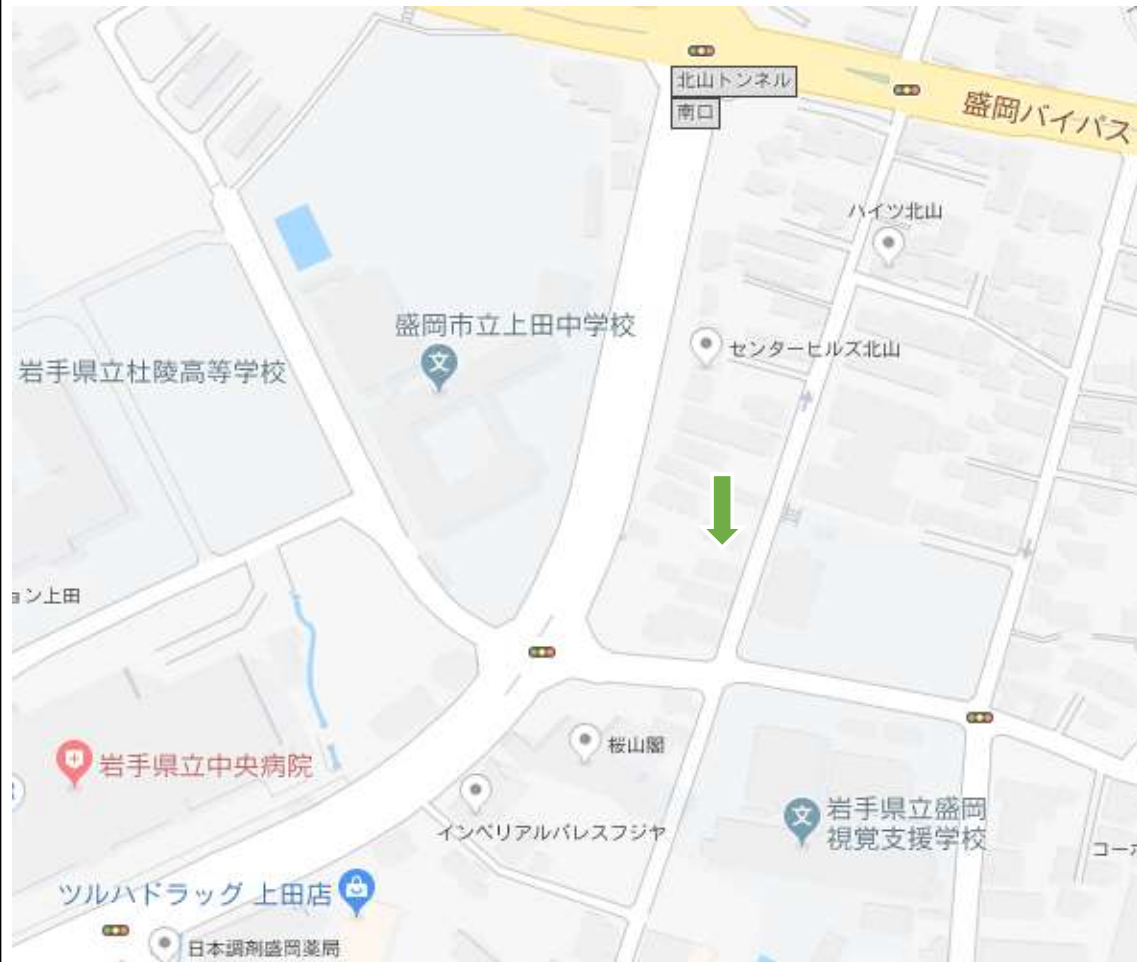 北山トンネル
南口
盛岡バイパス
ハイツ北山
盛岡市立上田中学校
文
センターヒルズ北山
岩手県立杜陵高等学校
ョン上田
桜山閣
岩手県立中央病院
インペリアルパレスフジヤ
文
岩手県立盛岡
視覚支援学校
コーポ
ツルハドラッグ 上田店
日本調剤盛岡薬局